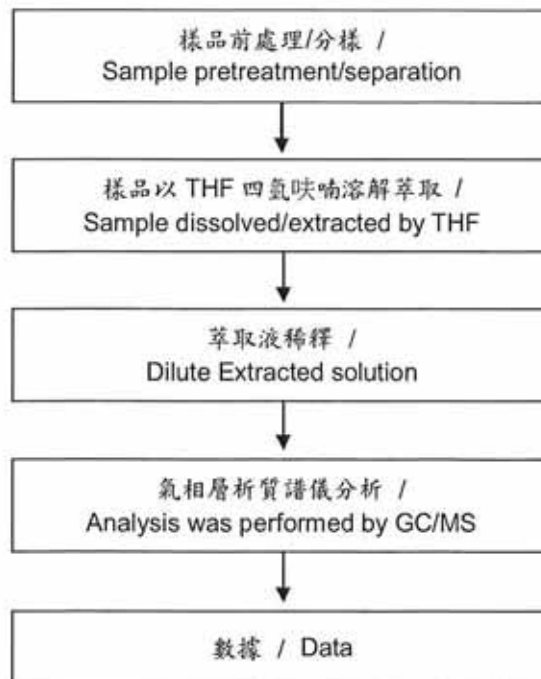 樣品前處理/分樣 /
Sample pretreatment/separation
樣品以 THF 四氫呋喃溶解萃取 /
Sample dissolved/extracted by THF
萃取液稀釋 /
Dilute Extracted solution
氣相層析質譜儀分析 /
Analysis was performed by GC/MS
數據 / Data